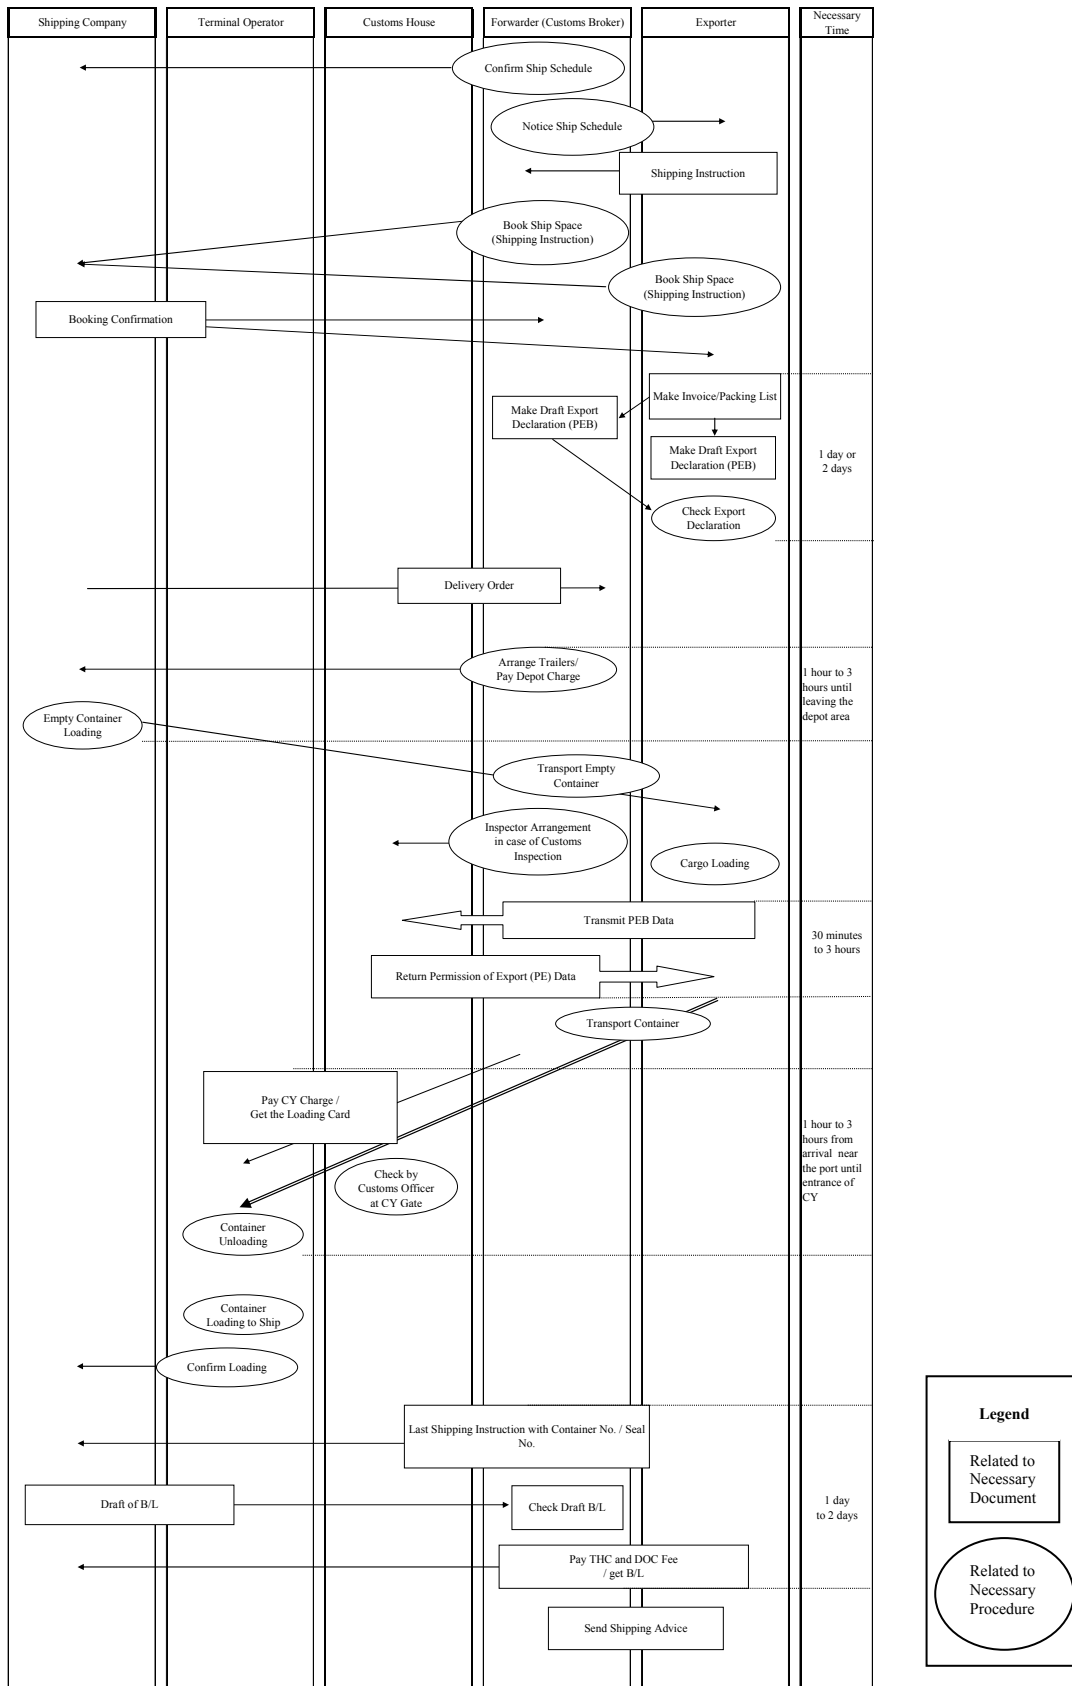 Shipping Company
Terminal Operator
Customs House
Forwarder (Customs Broker)
Exporter
Necessary
Time
Confirm Ship Schedule
Notice Ship Schedule
Shipping Instruction
Book Ship Space
(Shipping Instruction)
Book Ship Space
(Shipping Instruction)
Booking Confirmation
Make Invoice/Packing List
Make Draft Export
Declaration (PEB)
Make Draft Export
Declaration (PEB)
1 day or
2 days
Check Export
Declaration
Delivery Order
Arrange Trailers/
Pay Depot Charge
1 hour to 3
hours until
leaving the
depot area
Empty Container
Loading
Transport Empty
Container
Inspector Arrangement
in case of Customs
Inspection
Cargo Loading
Transmit PEB Data
30 minutes
to 3 hours
Return Permission of Export (PE) Data
Transport Container
Pay CY Charge /
Get the Loading Card
1 hour to 3
hours from
arrival near
the port until
entrance of
CY
Check by
Customs Officer
at CY Gate
Container
Unloading
Container
Loading to Ship
Confirm Loading
Last Shipping Instruction with Container No. / Seal
No.
Draft of B/L
Check Draft B/L
1 day
to 2 days
Pay THC and DOC Fee
/ get B/L
Send Shipping Advice
Legend
Related to
Necessary
Document
Related to
Necessary
Procedure